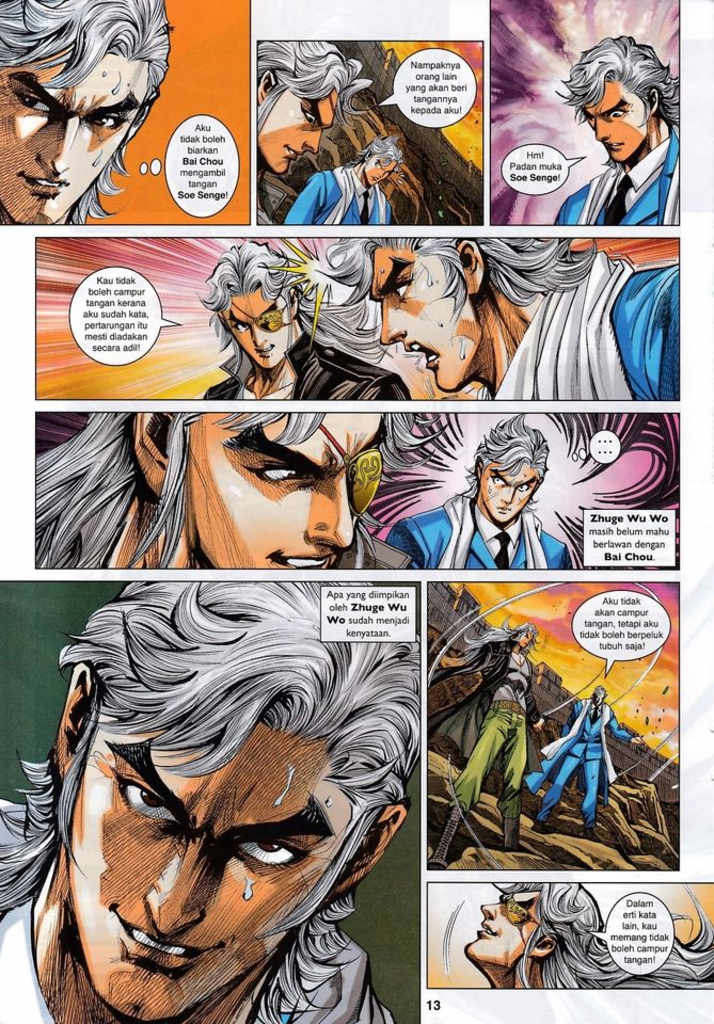 Aku
tidak boleh
biarkan
Bai Chou
mengambil
tangan
Soe Senge!
Nampaknya
orang lain
yang akan beri
tangannya
kepada aku!
Hm!
Padan muka
Soe Senge!
Kau tidak
boleh campur
tangan kerana
aku sudah kata,
pertarungan itu
mesti diadakan
secara adil!
...
...
Zhuge Wu Wo
masih belum mahu
berlawan dengan
Bai Chou.
Apa yang diimpikan
oleh Zhuge Wu
Wo sudah menjadi
kenyataan.
Aku tidak
akan campur
tangan, tetapi aku
tidak boleh berpeluk
tubuh saja!
Dalam
erti kata
lain, kau
memang tidak
boleh campur
tangan!
13